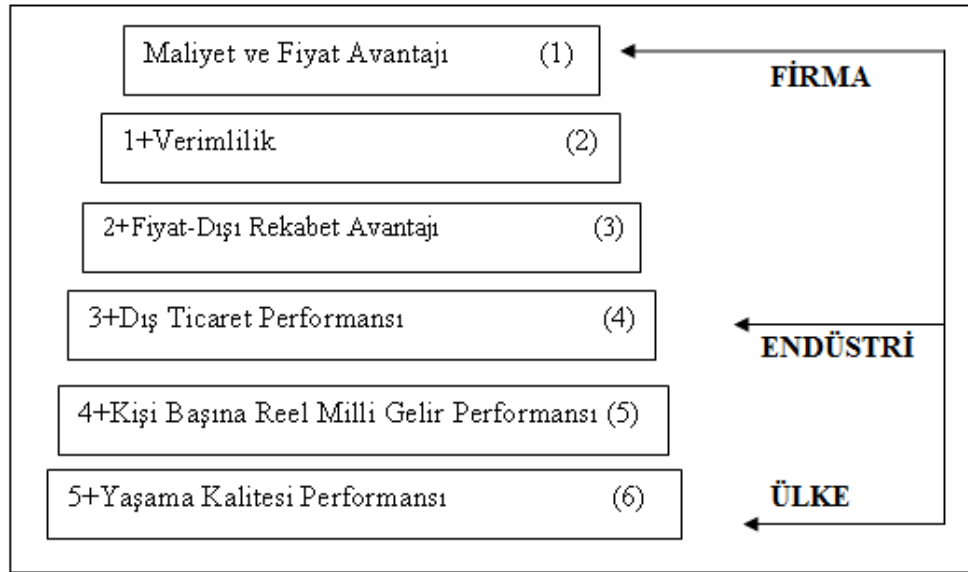 Maliyet ve Fiyat Avantajı (1)
FİRMA
1+Verimlilik (2)
2+Fiyat-Dışı Rekabet Avantajı (3)
3+Dış Ticaret Performansı (4)
ENDÜSTRİ
4+Kişi Başına Reel Milli Gelir Performansı (5)
5+Yaşama Kalitesi Performansı (6)
ÜLKE